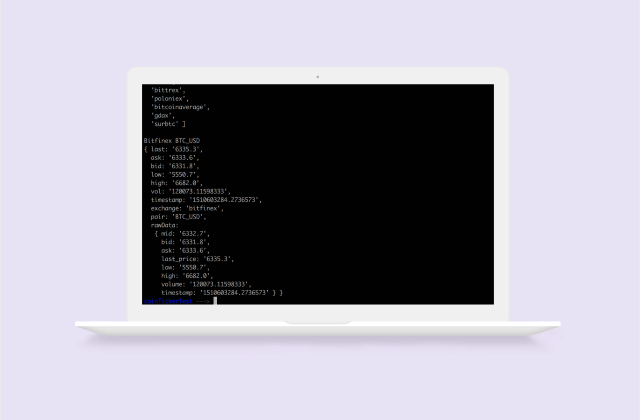 'bittrex',
'poloniex',
'bitcoinaverage',
'gdax',
'surbtc' ]
Bitfinex BTC_USD
{ last: '6335.3',
ask: '6333.6',
bid: '6331.8',
low: '5550.7',
high: '6682.0',
vol: '120073.11598333',
timestamp: '1510603284.2736573',
exchange: 'bitfinex',
pair: 'BTC_USD',
rawData:
{ mid: '6332.7',
bid: '6331.8',
ask: '6333.6',
last_price: '6335.3',
low: '5550.7',
high: '6682.0',
volume: '120073.11598333',
timestamp: '1510603284.2736573' } }
--->